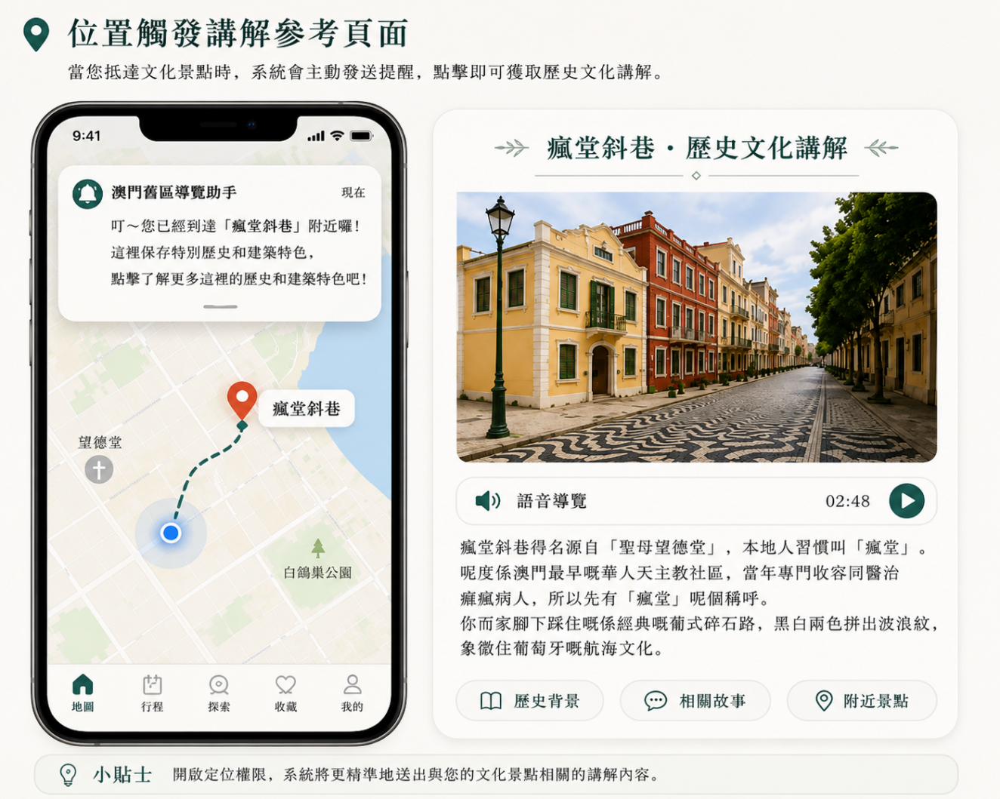 位置觸發講解參考頁面
當您抵達文化景點時，系統會主動發送提醒，點擊即可獲取歷史文化講解。
9:41
澳門舊區導覽助手
現在
叮～您已經到達「瘋堂斜巷」附近囉！
這裡保存特別歷史和建築特色，
點擊了解更多這裡的歷史和建築特色吧！
瘋堂斜巷
望德堂
白鴿巢公園
地圖
行程
探索
收藏
我的
瘋堂斜巷・歷史文化講解
語音導覽
02:48
瘋堂斜巷得名源自「聖母望德堂」，本地人習慣叫「瘋堂」。
呢度係澳門最早嘅華人天主教社區，當年專門收容同醫治
痲瘋病人，所以先有「瘋堂」呢個稱呼。
你而家腳下踩住嘅係經典嘅葡式碎石路，黑白兩色拼出波浪紋，
象徵住葡萄牙嘅航海文化。
歷史背景
相關故事
附近景點
小貼士
開啟定位權限，系統將更精準地送出與您的文化景點相關的講解內容。